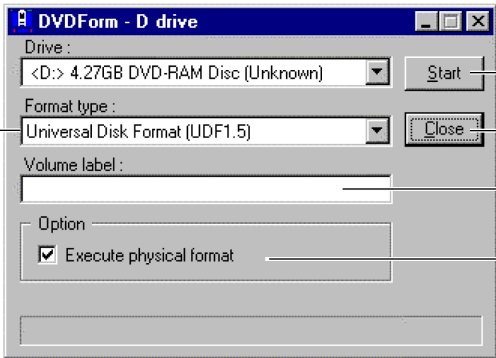 DVDForm - D drive
Drive :
<D:> 4.27GB DVD-RAM Disc (Unknown)
Start
Format type :
Universal Disk Format (UDF1.5)
Close
Volume label :
Option
Execute physical format